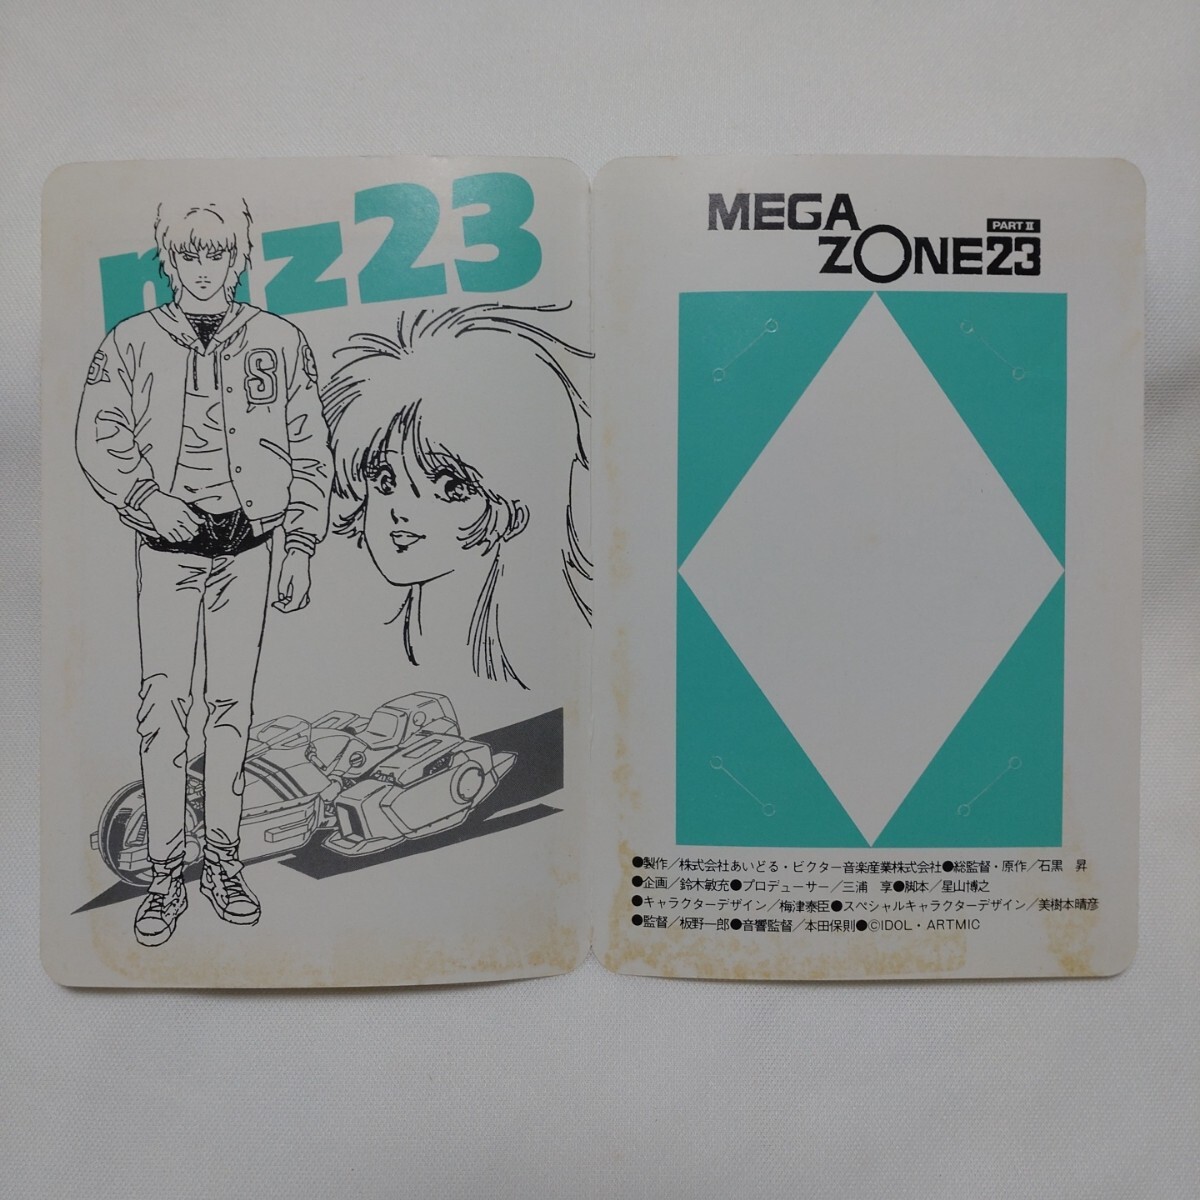 mz23
S
S
S
MEGA
ZONE23
PART II
●製作/株式会社あいどる・ビクター音楽産業株式会社●総監督・原作/石黒 昇
●企画/鈴木敏充●プロデューサー/三浦 享●脚本/星山博之
●キャラクターデザイン/梅津泰臣●スペシャルキャラクターデザイン/美樹本晴彦
●監督/板野一郎●音響監督/本田保則●©IDOL・ARTMIC